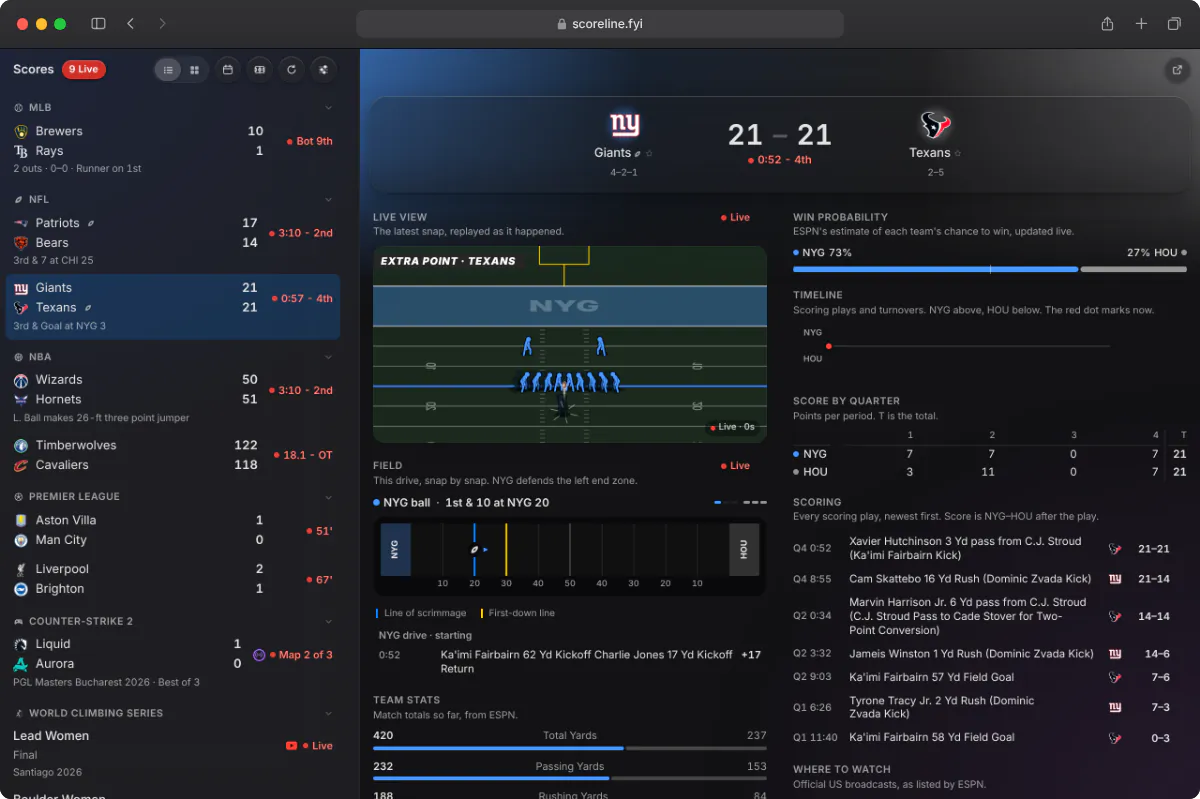 scoreline.fyi
Scores
9 Live
MLB
Brewers 10
Rays 1
Bot 9th
2 outs · 0–0 · Runner on 1st
NFL
Patriots 17
Bears 14
3:10 - 2nd
3rd & 7 at CHI 25
Giants 21
Texans 21
0:57 - 4th
3rd & Goal at NYG 3
NBA
Wizards 50
Hornets 51
3:10 - 2nd
L. Ball makes 26-ft three point jumper
Timberwolves 122
Cavaliers 118
18.1 - OT
PREMIER LEAGUE
Aston Villa 1
Man City 0
51'
Liverpool 2
Brighton 1
67'
COUNTER-STRIKE 2
Liquid 1
Aurora 0
Map 2 of 3
PGL Masters Bucharest 2026 · Best of 3
WORLD CLIMBING SERIES
Lead Women
Live
Final
Santiago 2026
Boulder Women
ny
Giants
4–2–1
21 – 21
0:52 - 4th
Texans
2–5
LIVE VIEW
Live
The latest snap, replayed as it happened.
EXTRA POINT · TEXANS
NYG
Live · 0s
FIELD
Live
This drive, snap by snap. NYG defends the left end zone.
NYG ball · 1st & 10 at NYG 20
NYG
HOU
10 20 30 40 50 40 30 20 10
Line of scrimmage
First-down line
NYG drive · starting
0:52 Ka'imi Fairbairn 62 Yd Kickoff Charlie Jones 17 Yd Kickoff +17
Return
TEAM STATS
Match totals so far, from ESPN.
420 Total Yards 237
232 Passing Yards 153
188 Rushing Yards 84
WIN PROBABILITY
ESPN's estimate of each team's chance to win, updated live.
NYG 73%
27% HOU
TIMELINE
Scoring plays and turnovers. NYG above, HOU below. The red dot marks now.
NYG
HOU
SCORE BY QUARTER
Points per period. T is the total.
1 2 3 4 T
NYG 7 7 0 7 21
HOU 3 11 0 7 21
SCORING
Every scoring play, newest first. Score is NYG–HOU after the play.
Q4 0:52 Xavier Hutchinson 3 Yd pass from C.J. Stroud 21–21
(Ka'imi Fairbairn Kick)
Q4 8:55 Cam Skattebo 16 Yd Rush (Dominic Zvada Kick) ny 21–14
Q2 0:34 Marvin Harrison Jr. 6 Yd pass from C.J. Stroud 14–14
(C.J. Stroud Pass to Cade Stover for Two-
Point Conversion)
Q2 3:32 Jameis Winston 1 Yd Rush (Dominic Zvada Kick) ny 14–6
Q2 9:03 Ka'imi Fairbairn 57 Yd Field Goal 7–6
Q1 6:26 Tyrone Tracy Jr. 2 Yd Rush (Dominic ny 7–3
Zvada Kick)
Q1 11:40 Ka'imi Fairbairn 58 Yd Field Goal 0–3
WHERE TO WATCH
Official US broadcasts, as listed by ESPN.